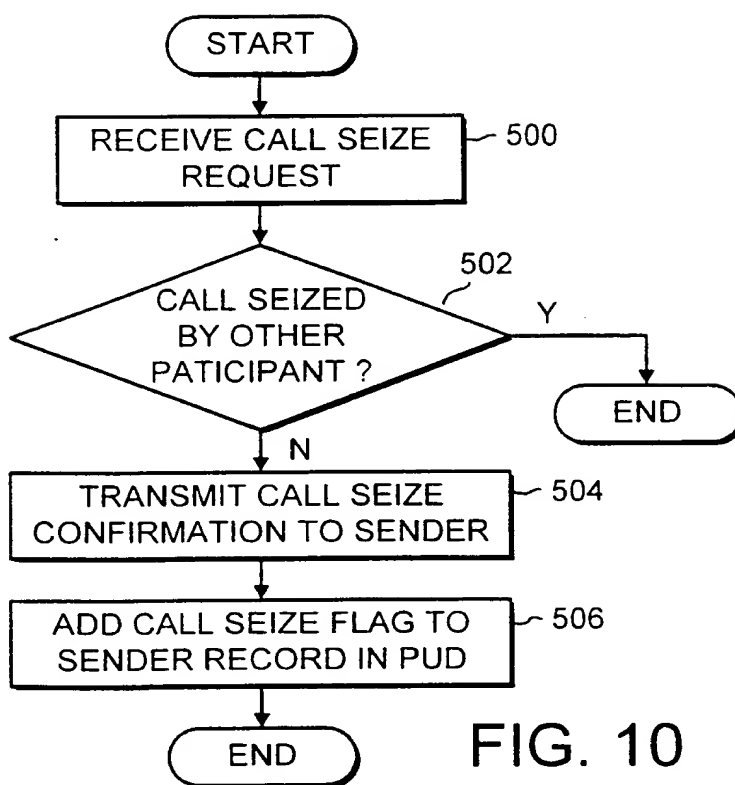 START
RECEIVE CALL SEIZE
REQUEST
500
502
CALL SEIZED
BY OTHER
PATICIPANT ?
Y
END
N
TRANSMIT CALL SEIZE
CONFIRMATION TO SENDER
504
ADD CALL SEIZE FLAG TO
SENDER RECORD IN PUD
506
END
FIG. 10